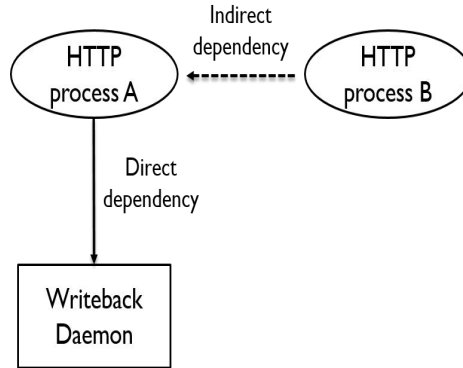 Indirect
dependency
HTTP
process A
HTTP
process B
Direct
dependency
Writeback
Daemon